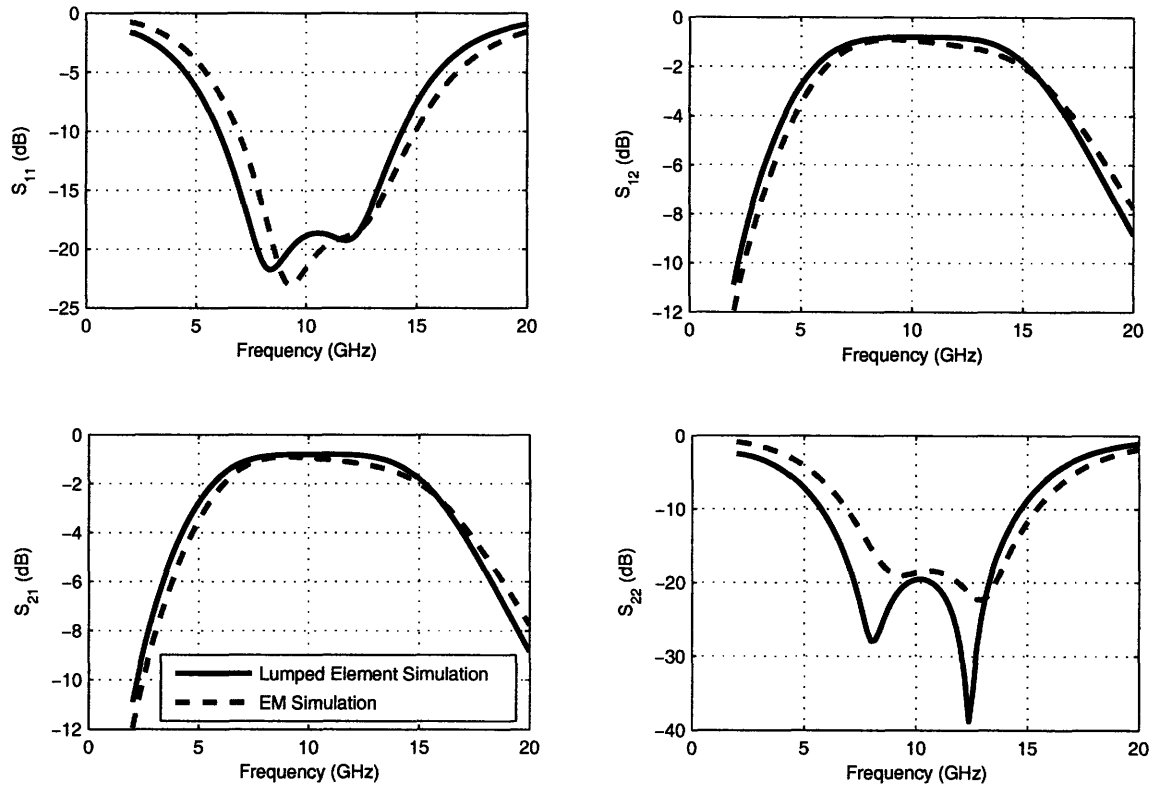 0
−5
−10
−15
−20
−25
S11 (dB)
0 5 10 15 20
Frequency (GHz)
0
−2
−4
−6
−8
−10
−12
S12 (dB)
0 5 10 15 20
Frequency (GHz)
0
−2
−4
−6
−8
−10
−12
S21 (dB)
Lumped Element Simulation
EM Simulation
0 5 10 15 20
Frequency (GHz)
0
−10
−20
−30
−40
S22 (dB)
0 5 10 15 20
Frequency (GHz)